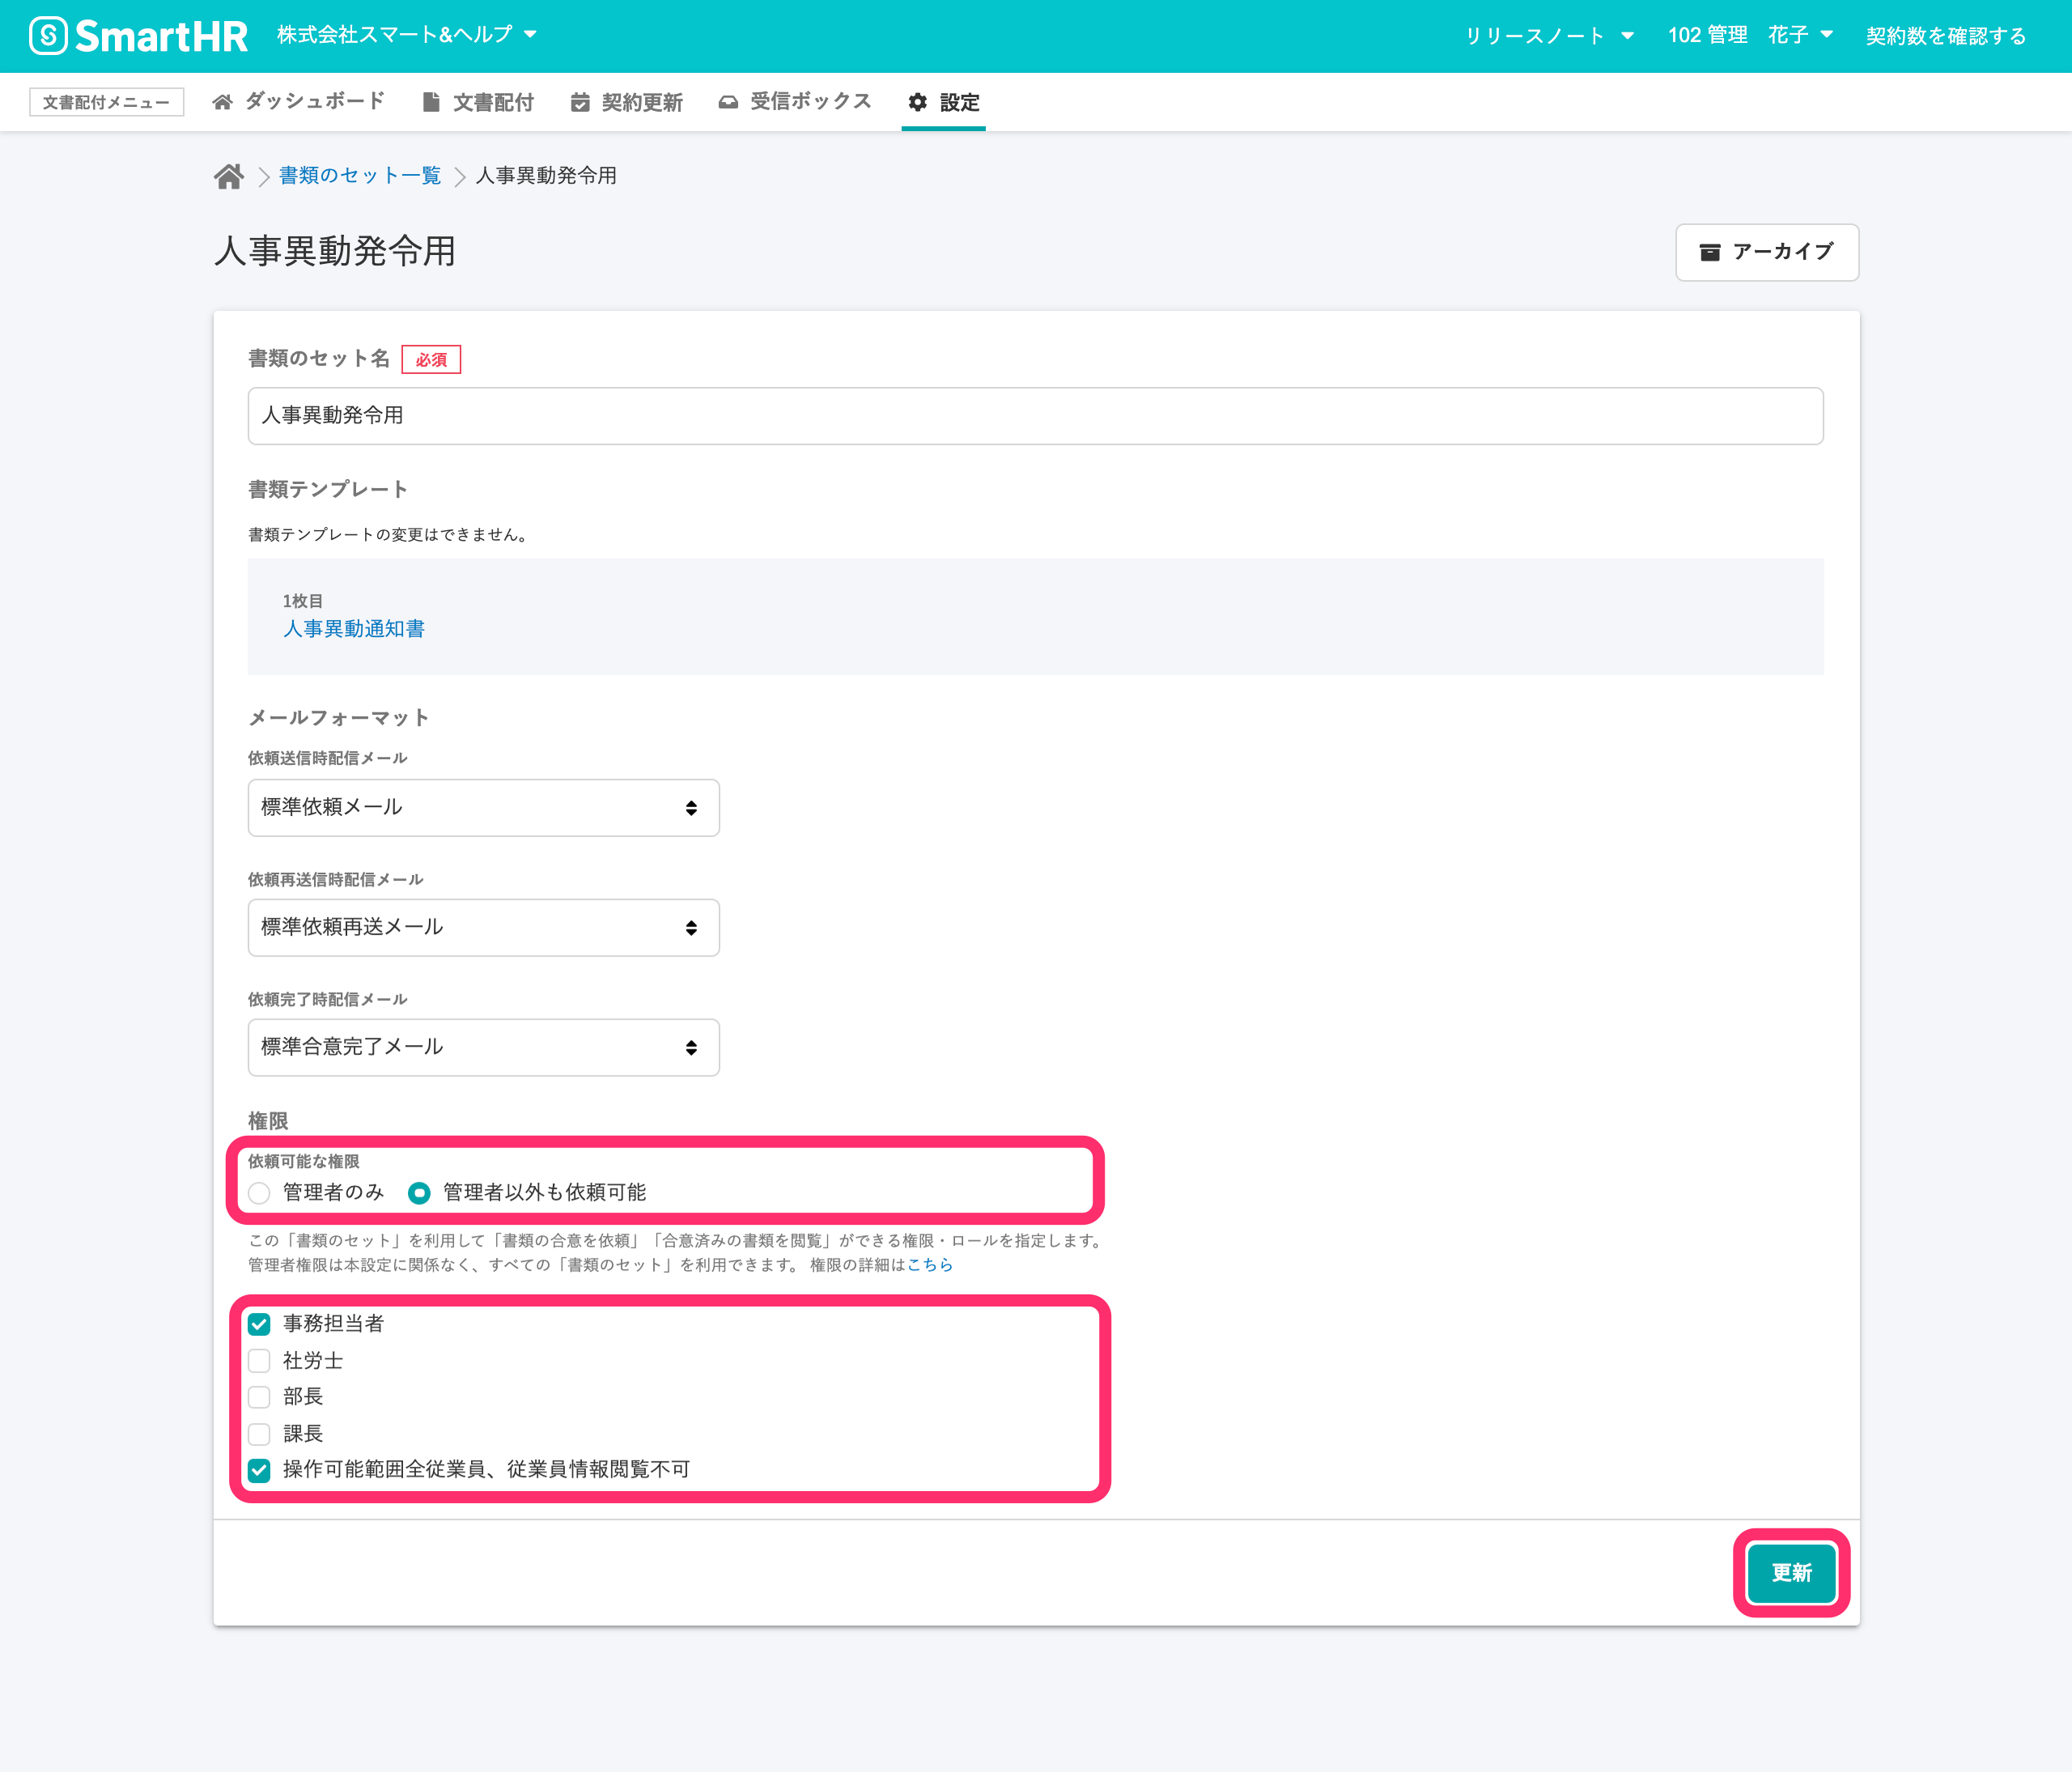 SmartHR 株式会社スマート&ヘルプ リリースノート 102 管理 花子 契約数を確認する
文書配付メニュー ダッシュボード 文書配付 契約更新 受信ボックス 設定
書類のセット一覧 人事異動発令用
人事異動発令用
アーカイブ
書類のセット名 必須
人事異動発令用
書類テンプレート
書類テンプレートの変更はできません。
1枚目
人事異動通知書
メールフォーマット
依頼送信時配信メール
標準依頼メール
依頼再送信時配信メール
標準依頼再送メール
依頼完了時配信メール
標準合意完了メール
権限
依頼可能な権限
管理者のみ 管理者以外も依頼可能
この「書類のセット」を利用して「書類の合意を依頼」「合意済みの書類を閲覧」ができる権限・ロールを指定します。
管理者権限は本設定に関係なく、すべての「書類のセット」を利用できます。 権限の詳細はこちら
事務担当者
社労士
部長
課長
操作可能範囲全従業員、従業員情報閲覧不可
更新